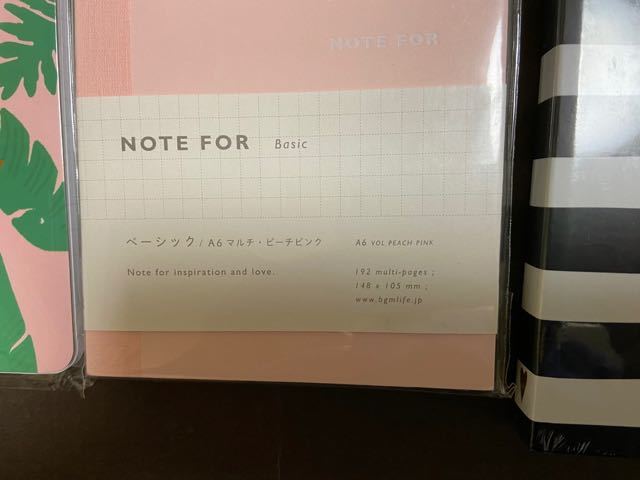 NOTE FOR
NOTE FOR Basic
ベーシック / A6 マルチ・ピーチピンク
A6 VOL PEACH PINK
Note for inspiration and love.
192 multi-pages ;
148 x 105 mm ;
www.bgmlife.jp